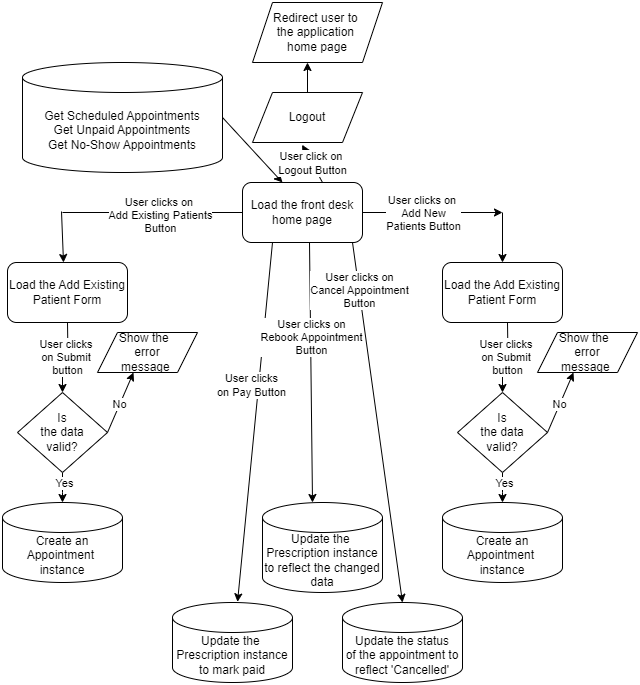 Redirect user to
the application
home page
Get Scheduled Appointments
Get Unpaid Appointments
Get No-Show Appointments
Logout
User click on
Logout Button
User clicks on
Add Existing Patients
Button
Load the front desk
home page
User clicks on
Add New
Patients Button
Load the Add Existing
Patient Form
User clicks on
Cancel Appointment
Button
Load the Add Existing
Patient Form
User clicks
on Submit
button
Show the
error
message
User clicks on
Rebook Appointment
Button
User clicks
on Submit
button
Show the
error
message
User clicks
on Pay Button
Is
the data
valid?
No
Is
the data
valid?
No
Yes
Yes
Create an
Appointment
instance
Update the
Prescription instance
to reflect the changed
data
Create an
Appointment
instance
Update the
Prescription instance
to mark paid
Update the status
of the appointment to
reflect 'Cancelled'